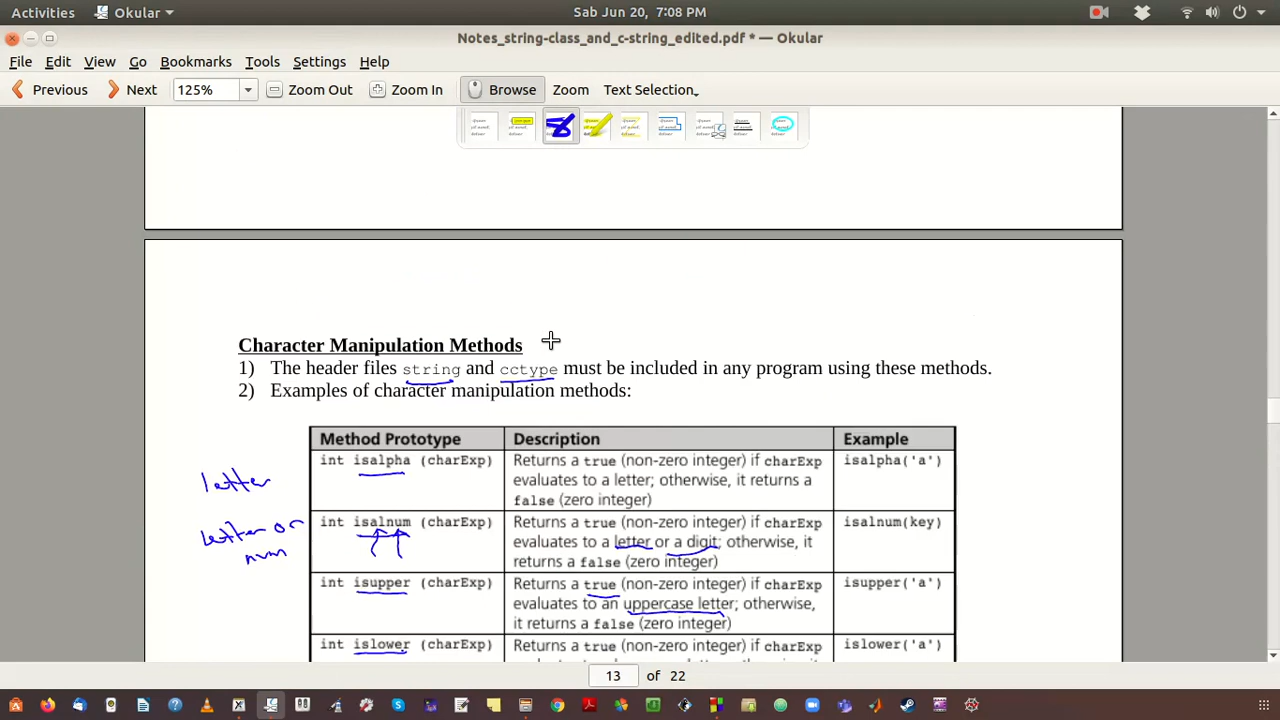 Activities Okular Sab Jun 20, 7:08 PM
Notes_string-class_and_c-string_edited.pdf * — Okular
File Edit View Go Bookmarks Tools Settings Help
Previous Next 125% Zoom Out Zoom In Browse Zoom Text Selection
Character Manipulation Methods
1) The header files string and cctype must be included in any program using these methods.
2) Examples of character manipulation methods:
Method Prototype Description Example
int isalpha (charExp) Returns a true (non-zero integer) if charExp isalpha('a')
letter evaluates to a letter; otherwise, it returns a
false (zero integer)
int isalnum (charExp) Returns a true (non-zero integer) if charExp isalnum(key)
letter or evaluates to a letter or a digit; otherwise, it
num returns a false (zero integer)
int isupper (charExp) Returns a true (non-zero integer) if charExp isupper('a')
evaluates to an uppercase letter; otherwise,
it returns a false (zero integer)
int islower (charExp) Returns a true (non-zero integer) if charExp islower('a')
13 of 22